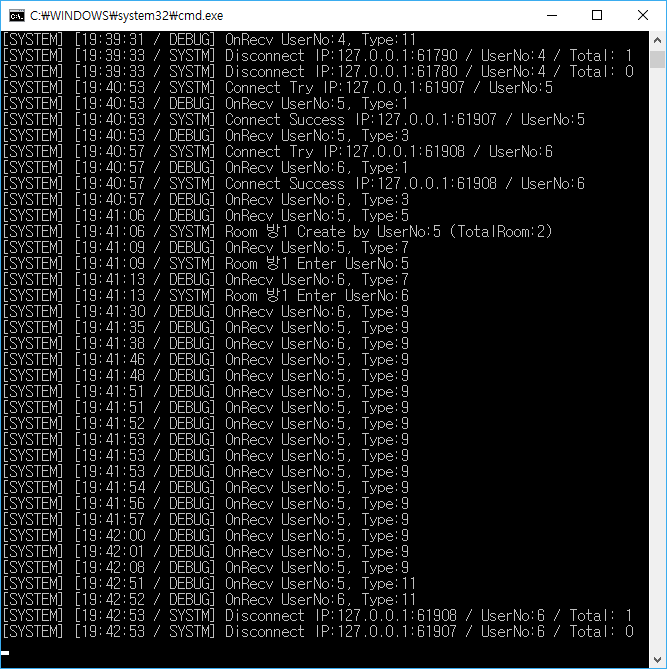 C:₩WINDOWS₩system32₩cmd.exe
[SYSTEM] [19:39:31 / DEBUG] OnRecv UserNo:4, Type:11
[SYSTEM] [19:39:33 / SYSTM] Disconnect IP:127.0.0.1:61790 / UserNo:4 / Total: 1
[SYSTEM] [19:39:33 / SYSTM] Disconnect IP:127.0.0.1:61780 / UserNo:4 / Total: 0
[SYSTEM] [19:40:53 / SYSTM] Connect Try IP:127.0.0.1:61907 / UserNo:5
[SYSTEM] [19:40:53 / DEBUG] OnRecv UserNo:5, Type:1
[SYSTEM] [19:40:53 / SYSTM] Connect Success IP:127.0.0.1:61907 / UserNo:5
[SYSTEM] [19:40:53 / DEBUG] OnRecv UserNo:5, Type:3
[SYSTEM] [19:40:57 / SYSTM] Connect Try IP:127.0.0.1:61908 / UserNo:6
[SYSTEM] [19:40:57 / DEBUG] OnRecv UserNo:6, Type:1
[SYSTEM] [19:40:57 / SYSTM] Connect Success IP:127.0.0.1:61908 / UserNo:6
[SYSTEM] [19:40:57 / DEBUG] OnRecv UserNo:6, Type:3
[SYSTEM] [19:41:06 / DEBUG] OnRecv UserNo:5, Type:5
[SYSTEM] [19:41:06 / SYSTM] Room 방1 Create by UserNo:5 (TotalRoom:2)
[SYSTEM] [19:41:09 / DEBUG] OnRecv UserNo:5, Type:7
[SYSTEM] [19:41:09 / SYSTM] Room 방1 Enter UserNo:5
[SYSTEM] [19:41:13 / DEBUG] OnRecv UserNo:6, Type:7
[SYSTEM] [19:41:13 / SYSTM] Room 방1 Enter UserNo:6
[SYSTEM] [19:41:30 / DEBUG] OnRecv UserNo:6, Type:9
[SYSTEM] [19:41:35 / DEBUG] OnRecv UserNo:5, Type:9
[SYSTEM] [19:41:38 / DEBUG] OnRecv UserNo:6, Type:9
[SYSTEM] [19:41:46 / DEBUG] OnRecv UserNo:5, Type:9
[SYSTEM] [19:41:48 / DEBUG] OnRecv UserNo:5, Type:9
[SYSTEM] [19:41:51 / DEBUG] OnRecv UserNo:5, Type:9
[SYSTEM] [19:41:51 / DEBUG] OnRecv UserNo:5, Type:9
[SYSTEM] [19:41:52 / DEBUG] OnRecv UserNo:5, Type:9
[SYSTEM] [19:41:53 / DEBUG] OnRecv UserNo:5, Type:9
[SYSTEM] [19:41:53 / DEBUG] OnRecv UserNo:5, Type:9
[SYSTEM] [19:41:53 / DEBUG] OnRecv UserNo:5, Type:9
[SYSTEM] [19:41:54 / DEBUG] OnRecv UserNo:5, Type:9
[SYSTEM] [19:41:56 / DEBUG] OnRecv UserNo:5, Type:9
[SYSTEM] [19:41:57 / DEBUG] OnRecv UserNo:5, Type:9
[SYSTEM] [19:42:00 / DEBUG] OnRecv UserNo:5, Type:9
[SYSTEM] [19:42:01 / DEBUG] OnRecv UserNo:5, Type:9
[SYSTEM] [19:42:08 / DEBUG] OnRecv UserNo:5, Type:9
[SYSTEM] [19:42:51 / DEBUG] OnRecv UserNo:5, Type:11
[SYSTEM] [19:42:52 / DEBUG] OnRecv UserNo:6, Type:11
[SYSTEM] [19:42:53 / SYSTM] Disconnect IP:127.0.0.1:61908 / UserNo:6 / Total: 1
[SYSTEM] [19:42:53 / SYSTM] Disconnect IP:127.0.0.1:61907 / UserNo:6 / Total: 0